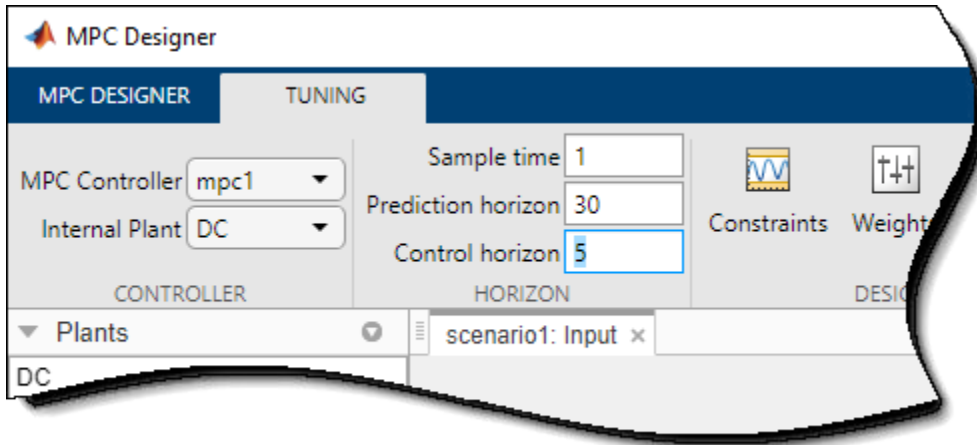 MPC Designer
MPC DESIGNER TUNING
MPC Controller mpc1
Internal Plant DC
CONTROLLER
Sample time 1
Prediction horizon 30
Control horizon 5
HORIZON
Constraints Weight
Plants
scenario1: Input ×
DC